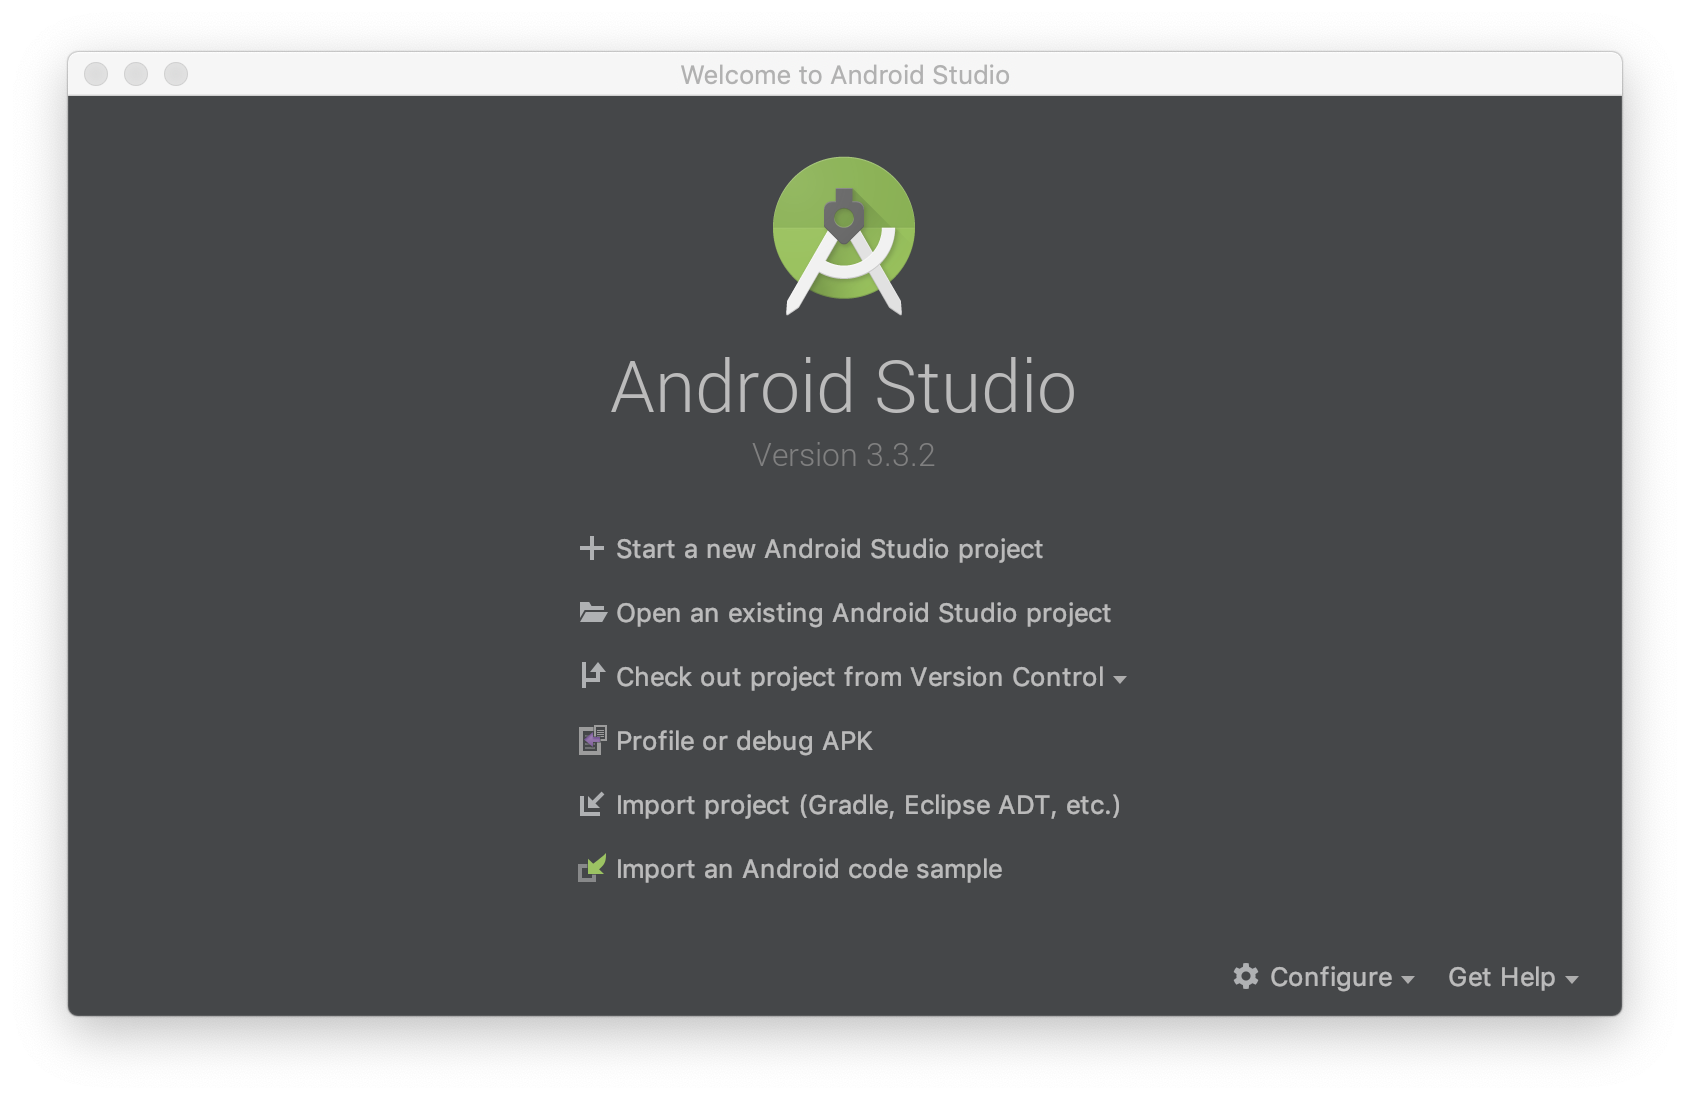 Welcome to Android Studio
Android Studio
Version 3.3.2
Start a new Android Studio project
Open an existing Android Studio project
Check out project from Version Control
Profile or debug APK
Import project (Gradle, Eclipse ADT, etc.)
Import an Android code sample
Configure Get Help